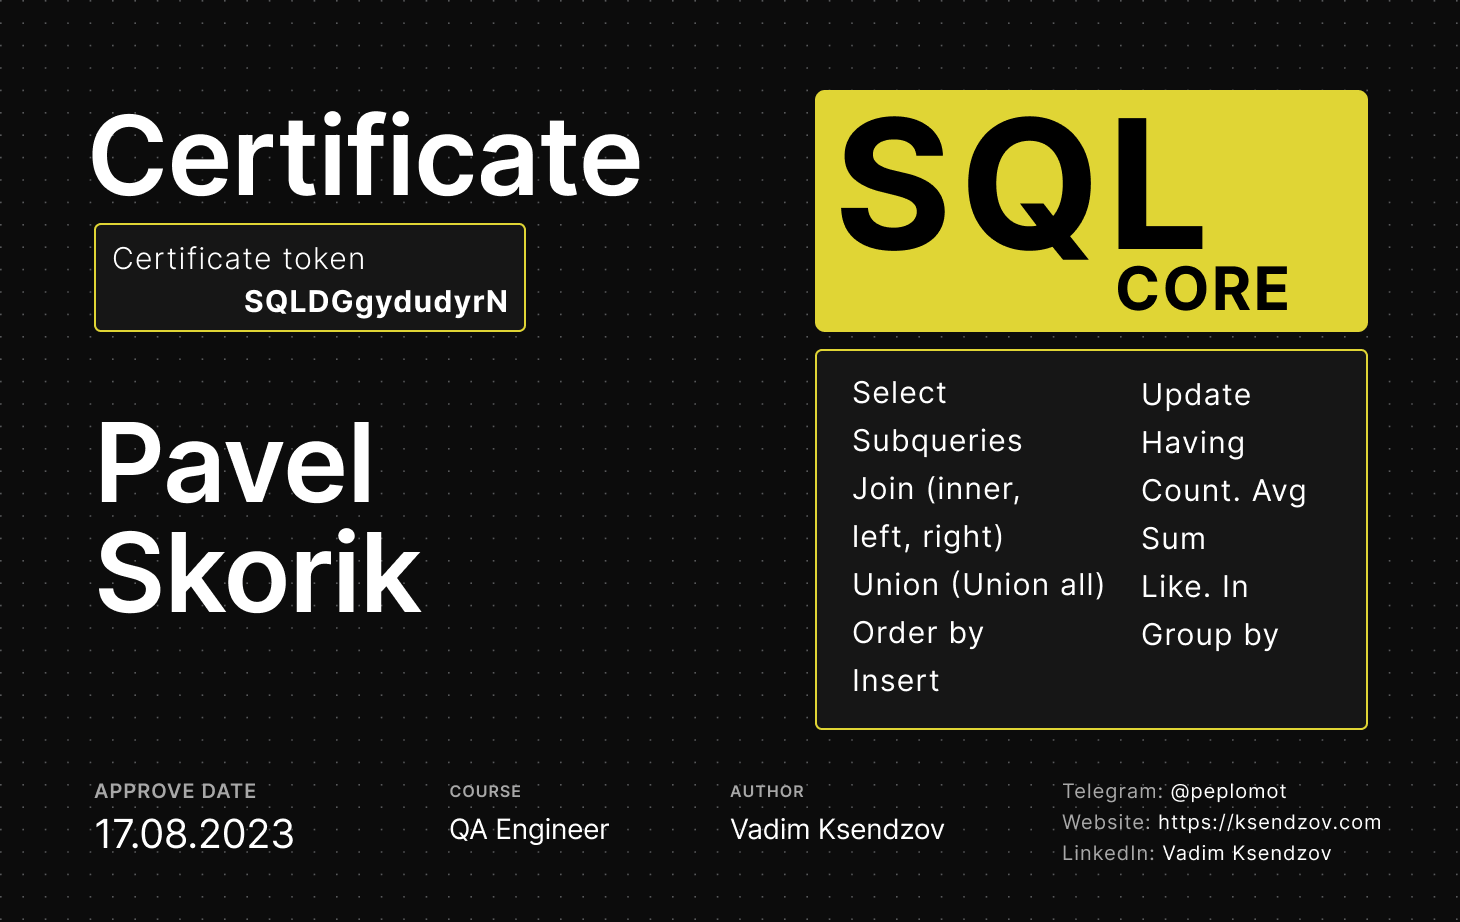 Certificate
Certificate token
SQLDGgydudyrN
Pavel
Skorik
SQL
CORE
Select
Subqueries
Join (inner,
left, right)
Union (Union all)
Order by
Insert
Update
Having
Count. Avg
Sum
Like. In
Group by
APPROVE DATE
17.08.2023
COURSE
QA Engineer
AUTHOR
Vadim Ksendzov
Telegram: @peplomot
Website: https://ksendzov.com
LinkedIn: Vadim Ksendzov